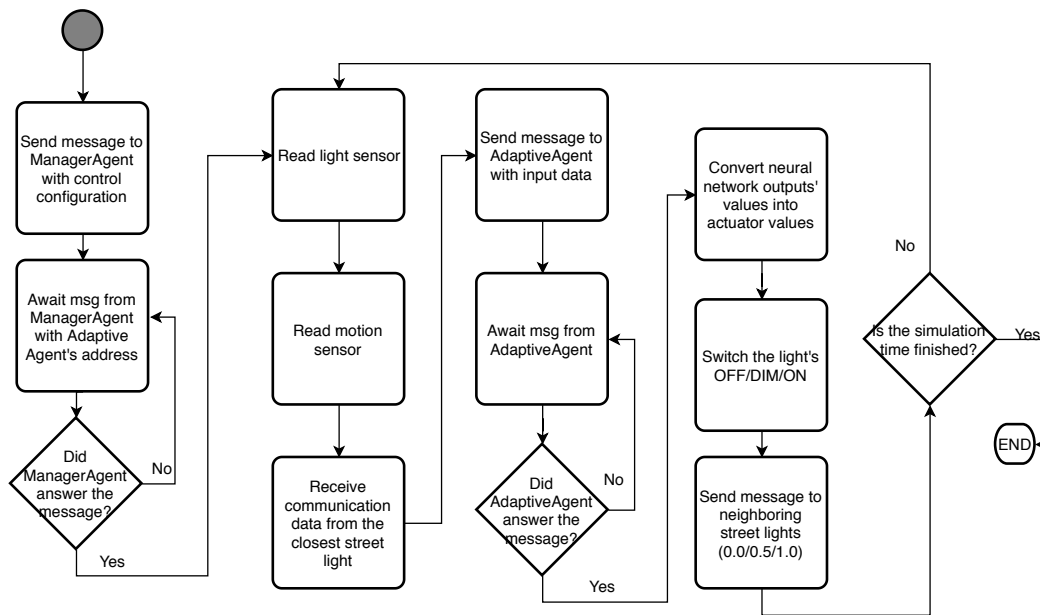 Send message to
ManagerAgent
with control
configuration
Await msg from
ManagerAgent
with Adaptive
Agent's address
Did
ManagerAgent
answer the
message?
No
Yes
Read light sensor
Read motion
sensor
Receive
communication
data from the
closest street
light
Send message to
AdaptiveAgent
with input data
Await msg from
AdaptiveAgent
Did
AdaptiveAgent
answer the
message?
No
Yes
Convert neural
network outputs'
values into
actuator values
Switch the light's
OFF/DIM/ON
Send message to
neighboring
street lights
(0.0/0.5/1.0)
No
Is the simulation
time finished?
Yes
END